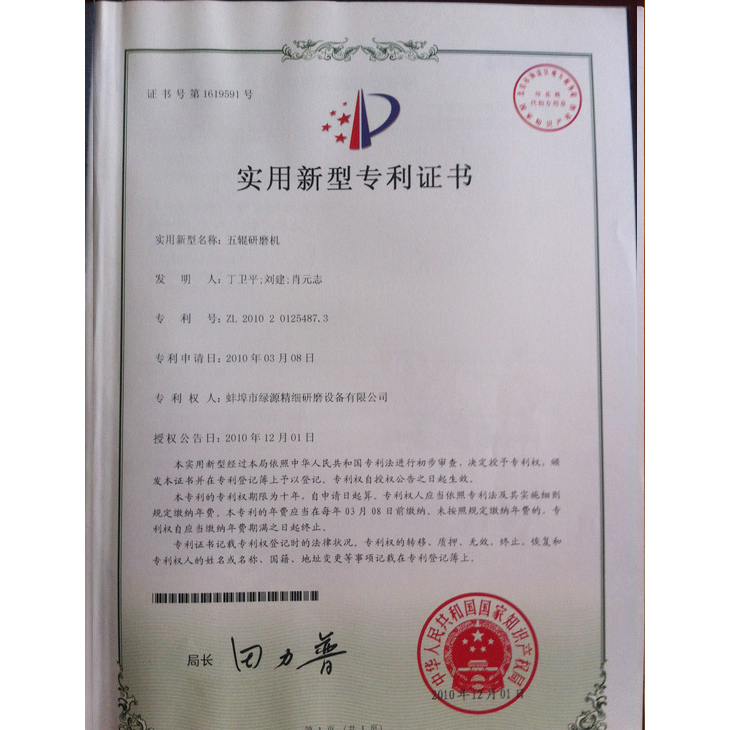 证书号第1619591号
实用新型专利证书
实用新型名称：五辊研磨机
发明人：丁卫平;刘建;肖元志
专利号：ZL 2010 2 0125487.3
专利申请日：2010年03月08日
专利权人：蚌埠市绿源精细研磨设备有限公司
授权公告日：2010年12月01日
本实用新型经过本局依照中华人民共和国专利法进行初步审查，决定授予专利权，颁
发本证书并在专利登记簿上予以登记。专利权自授权公告之日起生效。
本专利的专利权期限为十年，自申请日起算。专利权人应当依照专利法及其实施细则
规定缴纳年费。本专利的年费应当在每年03月08日前缴纳。未按照规定缴纳年费的，专
利权自应当缴纳年费期满之日起终止。
专利证书记载专利权登记时的法律状况。专利权的转移、质押、无效、终止、恢复和
专利权人的姓名或名称、国籍、地址变更等事项记载在专利登记簿上。
局长 田力普
中华人民共和国国家知识产权局
2010年12月01日
第1页（共1页）